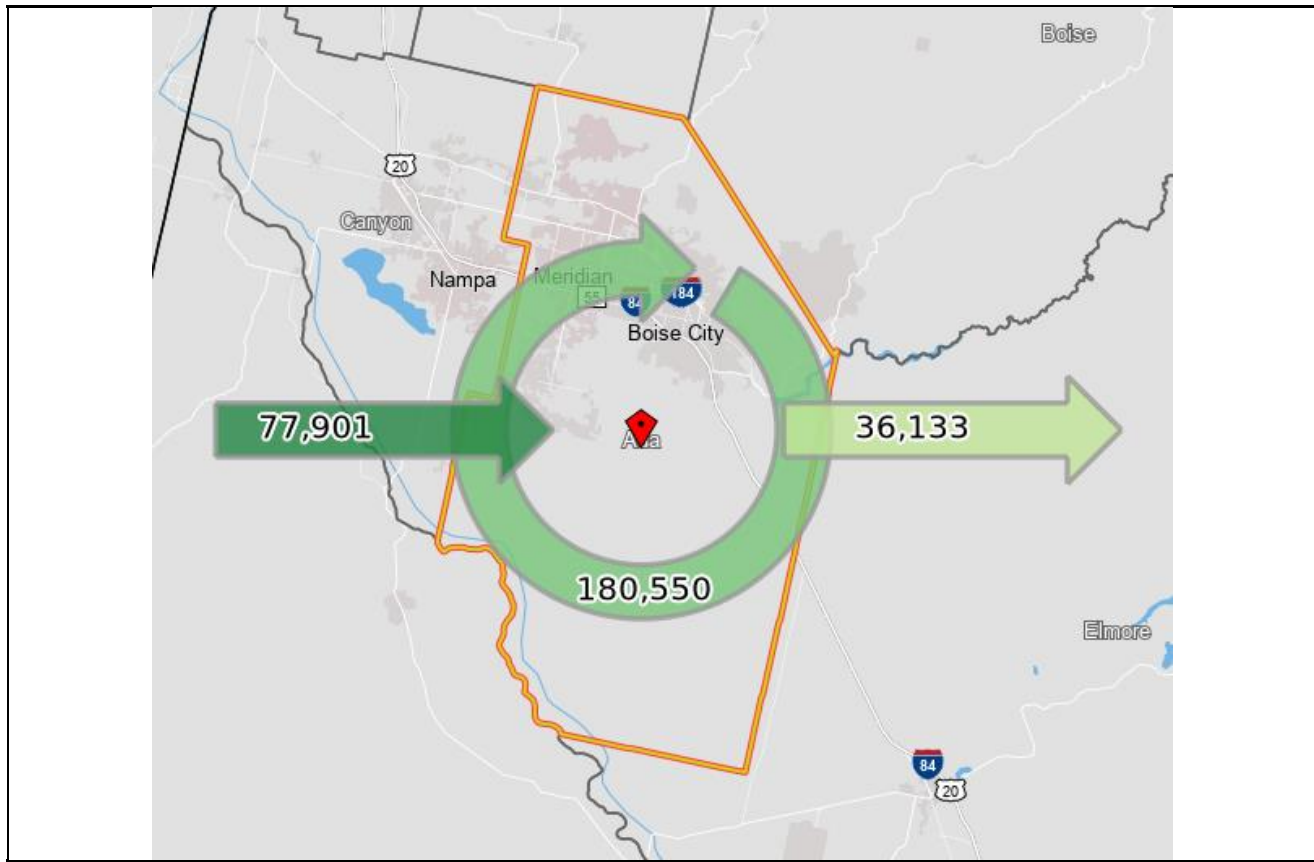 Boise
20
Canyon
Nampa
Meridian
55
84
184
Boise City
77,901
36,133
Ada
180,550
Elmore
84
20